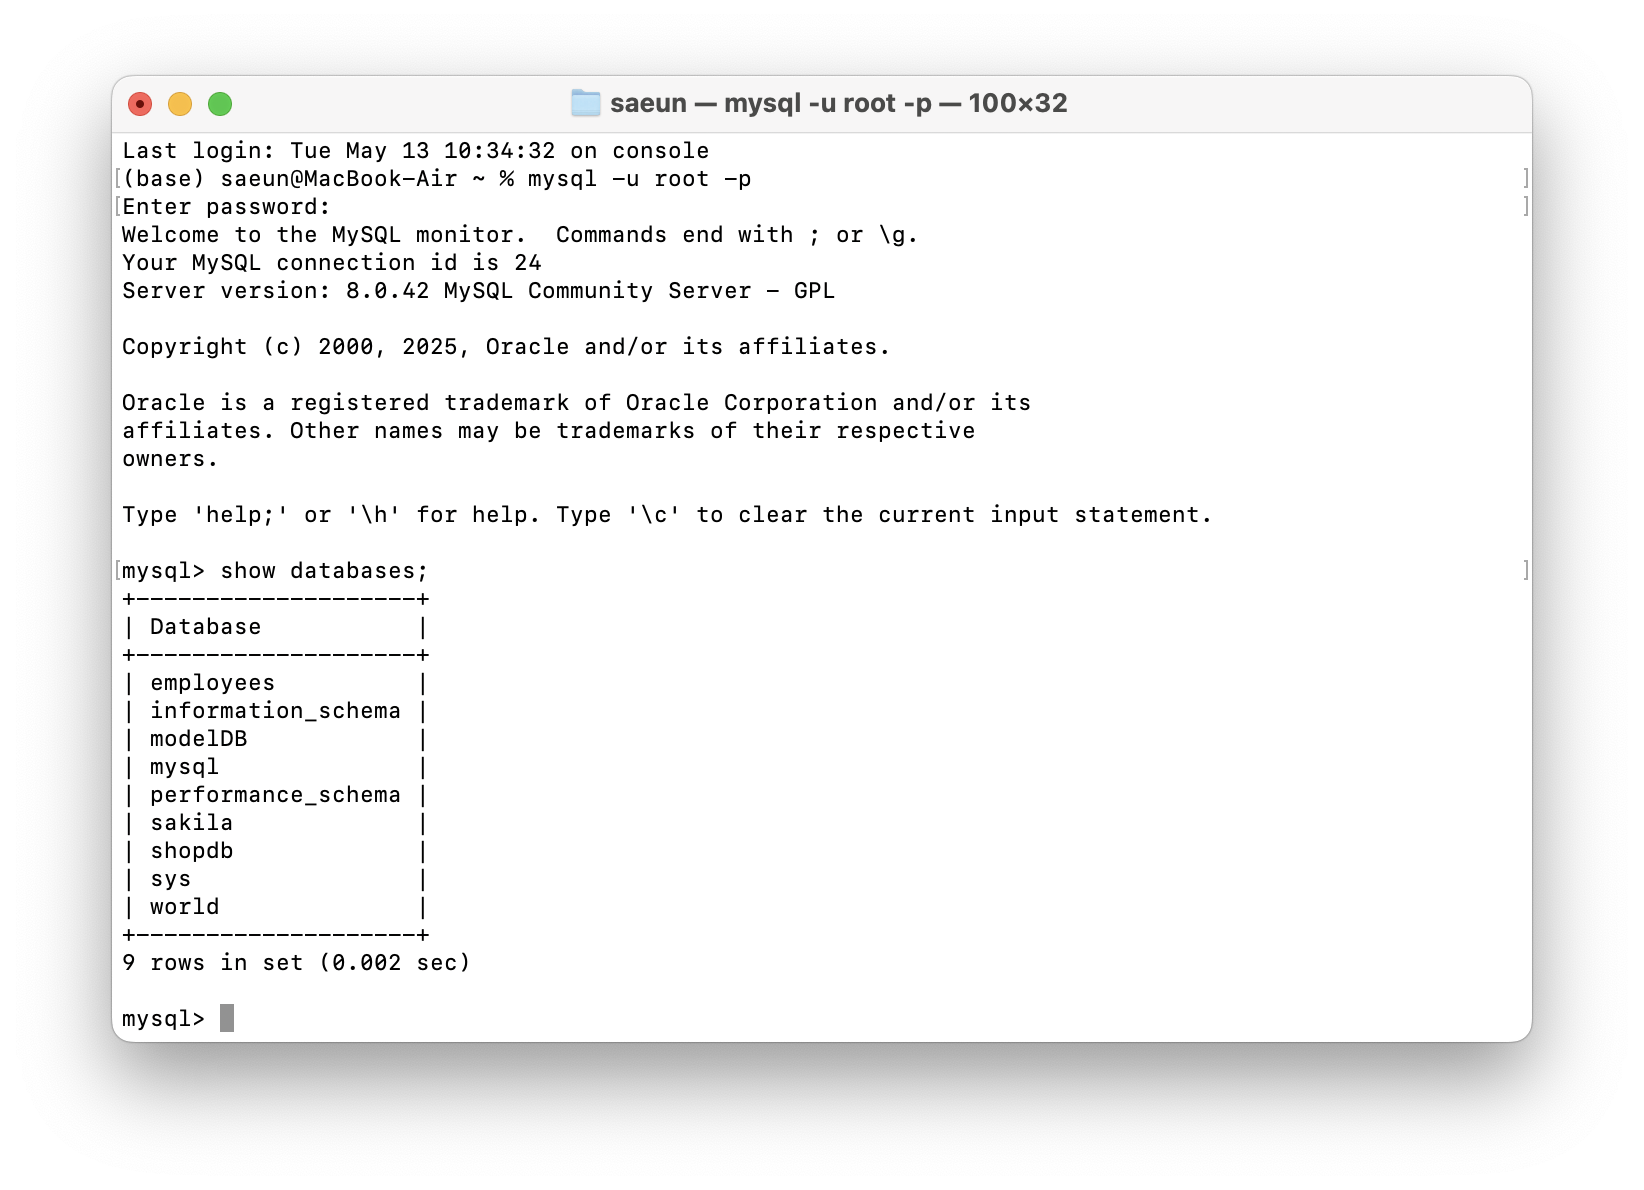 saeun — mysql -u root -p — 100×32
Last login: Tue May 13 10:34:32 on console
[(base) saeun@MacBook-Air ~ % mysql -u root -p ]
[Enter password: ]
Welcome to the MySQL monitor.  Commands end with ; or \g.
Your MySQL connection id is 24
Server version: 8.0.42 MySQL Community Server - GPL

Copyright (c) 2000, 2025, Oracle and/or its affiliates.

Oracle is a registered trademark of Oracle Corporation and/or its
affiliates. Other names may be trademarks of their respective
owners.

Type 'help;' or '\h' for help. Type '\c' to clear the current input statement.

[mysql> show databases; ]
+--------------------+
| Database           |
+--------------------+
| employees          |
| information_schema |
| modelDB            |
| mysql              |
| performance_schema |
| sakila             |
| shopdb             |
| sys                |
| world              |
+--------------------+
9 rows in set (0.002 sec)

mysql>